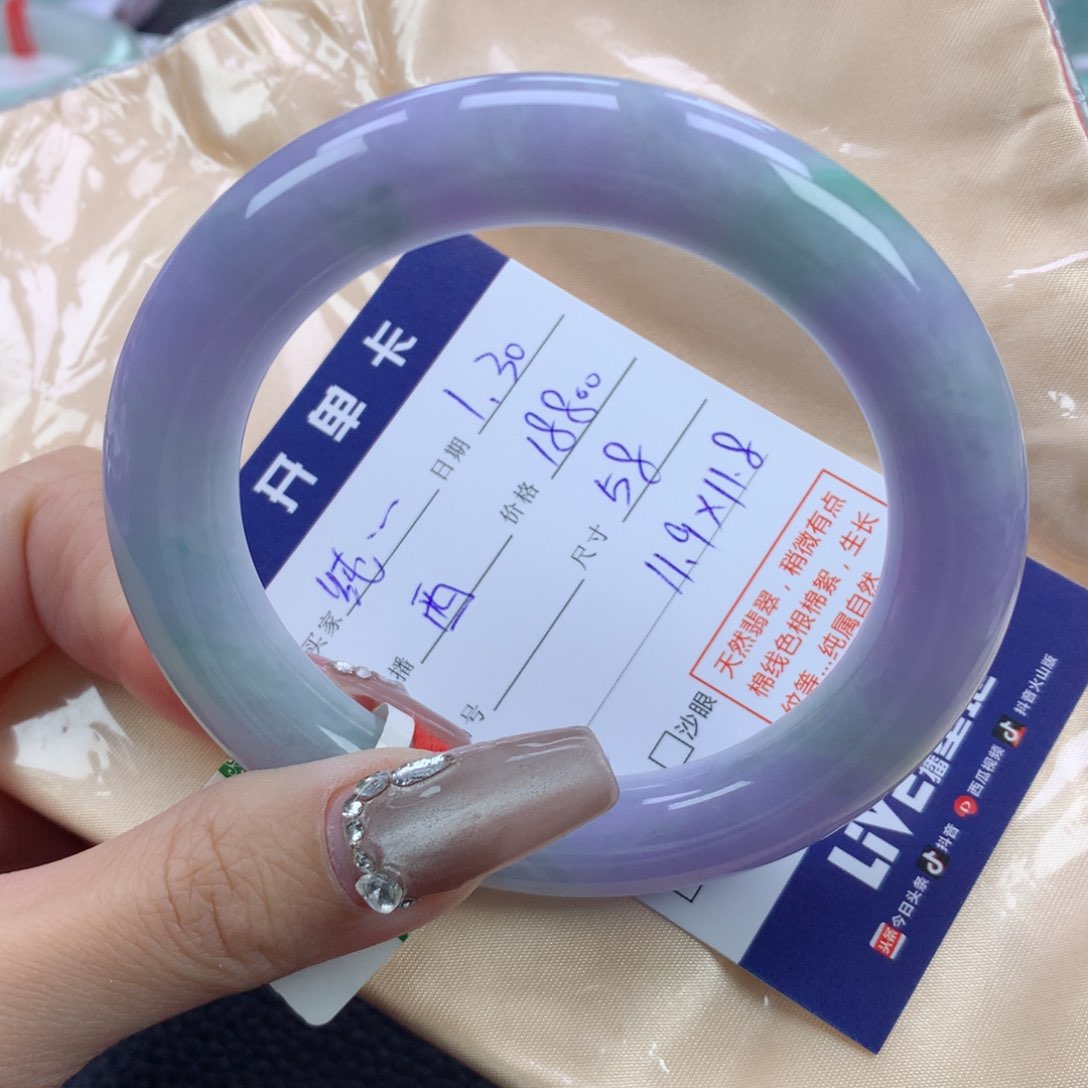 开单卡
买家 纯一 日期 1.30
播 西 价格 18800
号 尺寸 58
11.9×11.8
天然翡翠，稍微有点
棉线色根棉絮，生长
纹等...纯属自然
沙眼
LiVE
今日头条 抖音 西瓜视频 抖音火山版